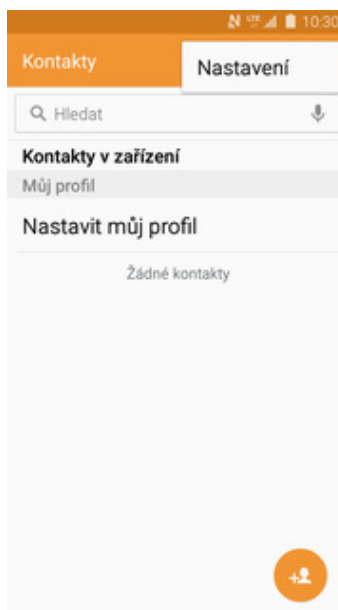 10:30
Kontakty
Nastavení
Hledat
Kontakty v zařízení
Můj profil
Nastavit můj profil
Žádné kontakty